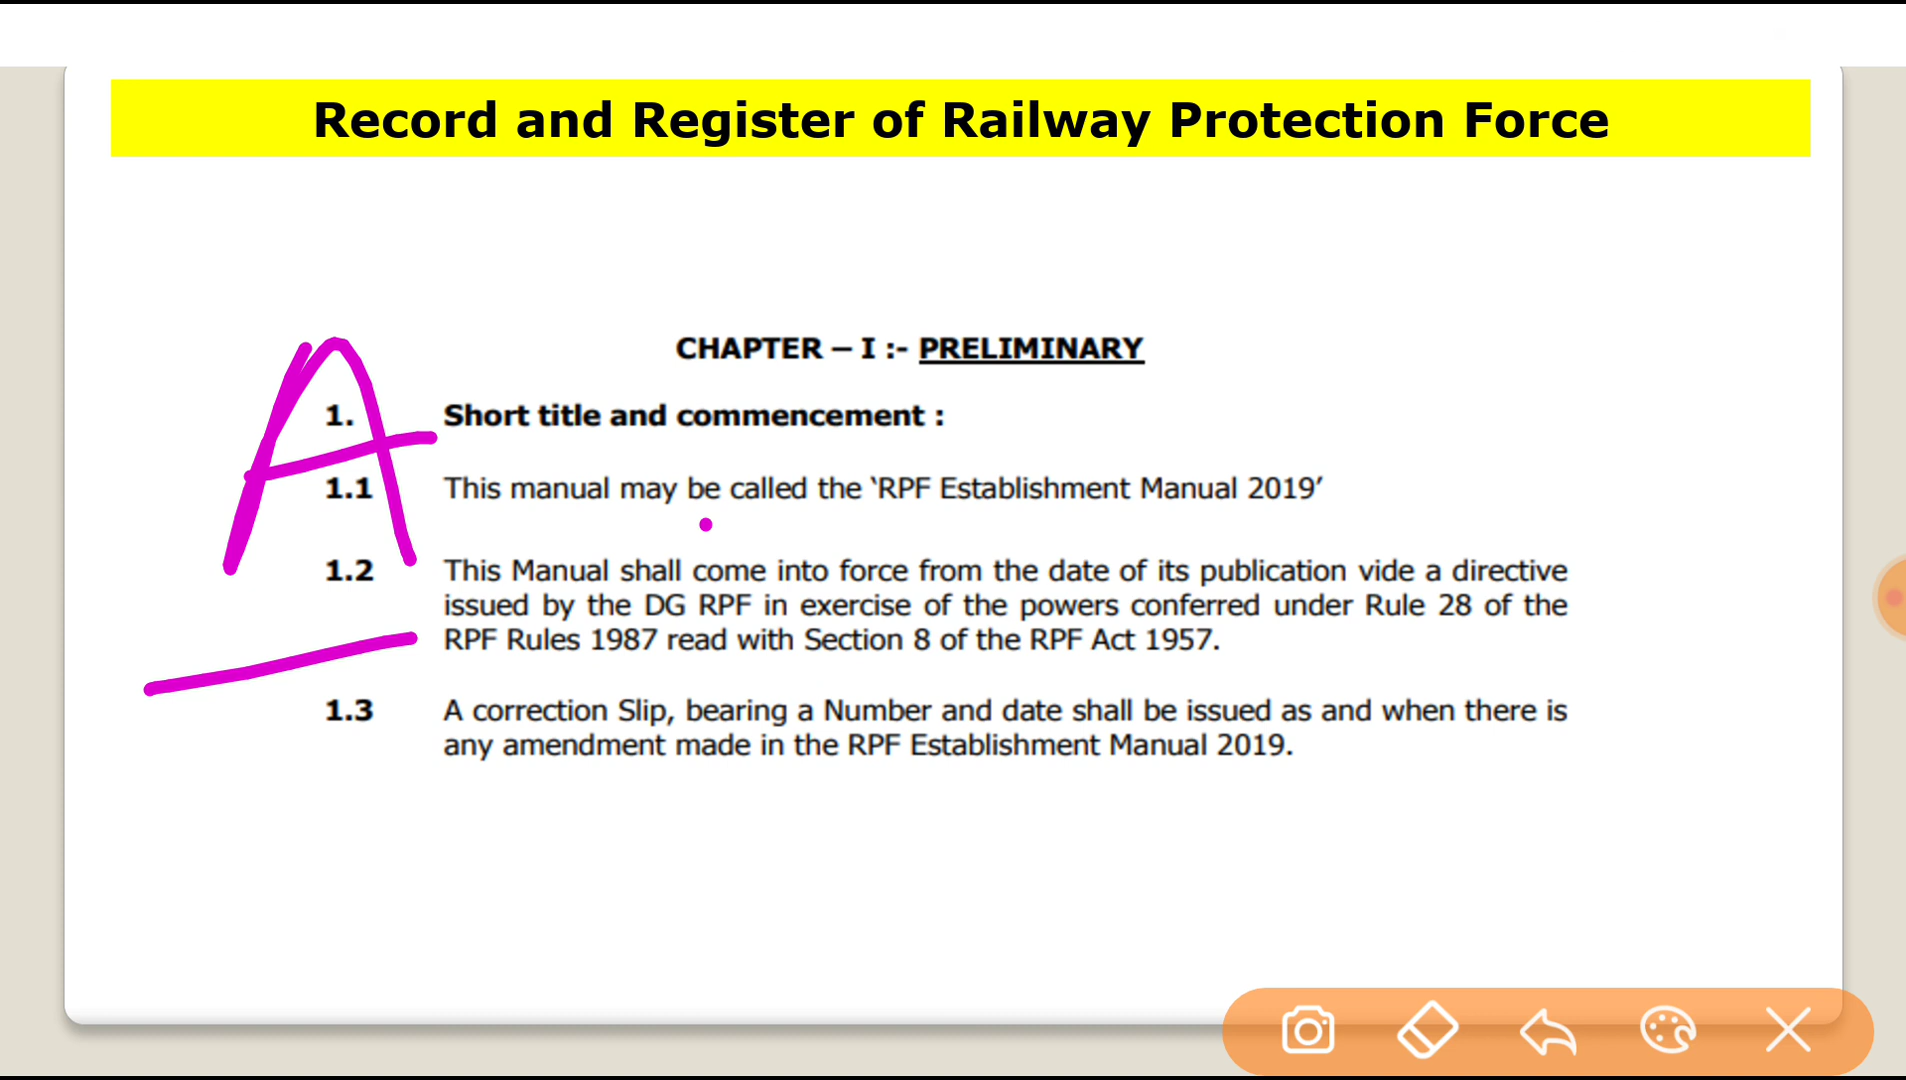 Record and Register of Railway Protection Force
CHAPTER – I :- PRELIMINARY
1. Short title and commencement :
A
1.1 This manual may be called the ‘RPF Establishment Manual 2019’
1.2 This Manual shall come into force from the date of its publication vide a directive
issued by the DG RPF in exercise of the powers conferred under Rule 28 of the
RPF Rules 1987 read with Section 8 of the RPF Act 1957.
1.3 A correction Slip, bearing a Number and date shall be issued as and when there is
any amendment made in the RPF Establishment Manual 2019.